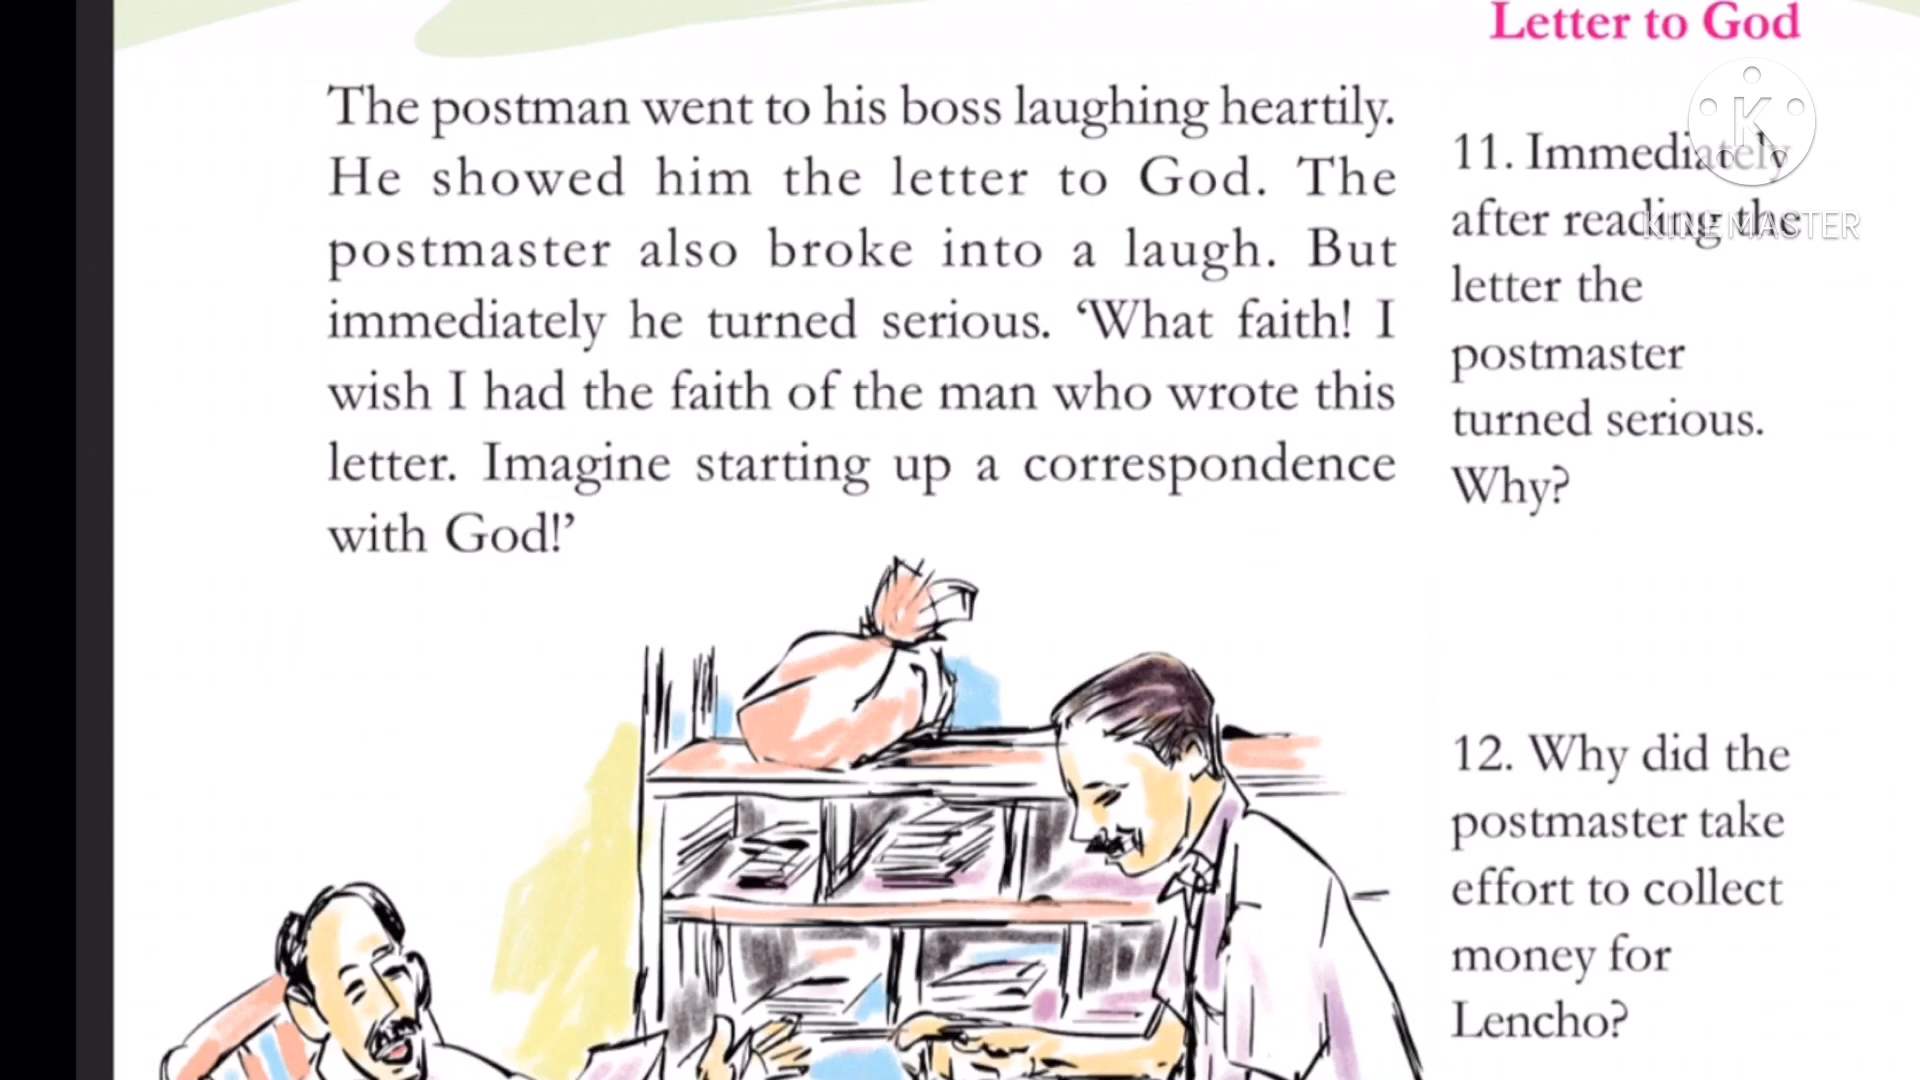 Letter to God
The postman went to his boss laughing heartily.
He showed him the letter to God. The
postmaster also broke into a laugh. But
immediately he turned serious. ‘What faith! I
wish I had the faith of the man who wrote this
letter. Imagine starting up a correspondence
with God!’
11. Immediately
after reading the
letter the
postmaster
turned serious.
Why?
12. Why did the
postmaster take
effort to collect
money for
Lencho?
K
KINEMASTER